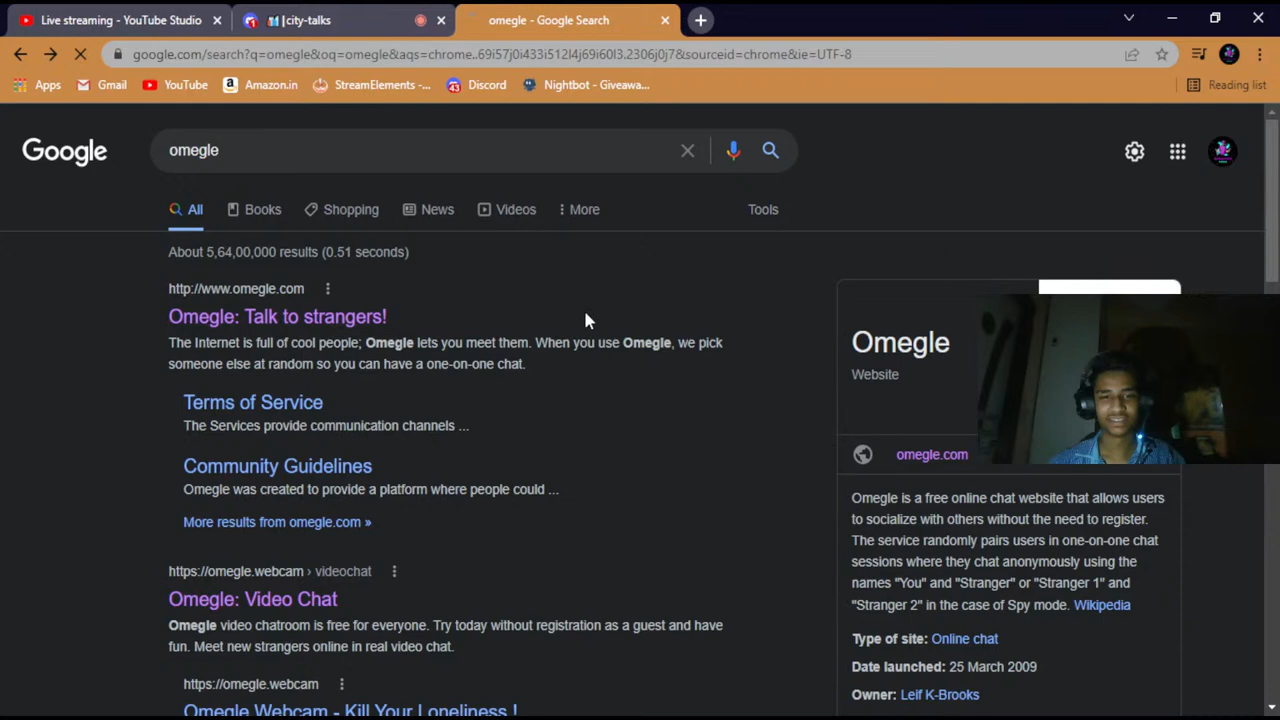 Live streaming - YouTube Studio
|city-talks
omegle - Google Search
google.com/search?q=omegle&oq=omegle&aqs=chrome..69i57j0i433i512l4j69i60l3.2306j0j7&sourceid=chrome&ie=UTF-8
Apps Gmail YouTube Amazon.in StreamElements -... 43 Discord Nightbot - Giveawa... Reading list
Google
omegle
All Books Shopping News Videos More Tools
About 5,64,00,000 results (0.51 seconds)
http://www.omegle.com
Omegle: Talk to strangers!
The Internet is full of cool people; Omegle lets you meet them. When you use Omegle, we pick
someone else at random so you can have a one-on-one chat.
Terms of Service
The Services provide communication channels ...
Community Guidelines
Omegle was created to provide a platform where people could ...
More results from omegle.com »
https://omegle.webcam › videochat
Omegle: Video Chat
Omegle video chatroom is free for everyone. Try today without registration as a guest and have
fun. Meet new strangers online in real video chat.
https://omegle.webcam
Omegle Webcam - Kill Your Loneliness !
Omegle
Website
omegle.com
Omegle is a free online chat website that allows users
to socialize with others without the need to register.
The service randomly pairs users in one-on-one chat
sessions where they chat anonymously using the
names "You" and "Stranger" or "Stranger 1" and
"Stranger 2" in the case of Spy mode. Wikipedia
Type of site: Online chat
Date launched: 25 March 2009
Owner: Leif K-Brooks